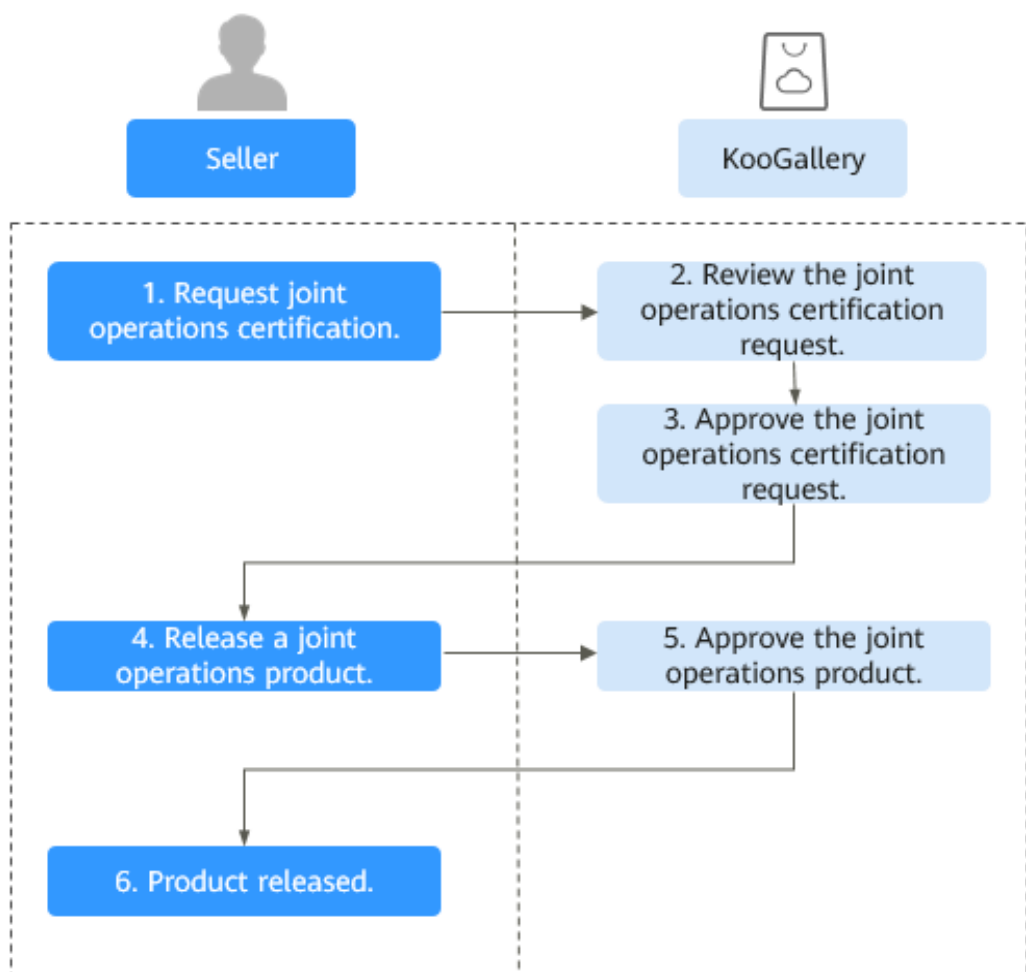 Seller
KooGallery
1. Request joint
operations certification.
2. Review the joint
operations certification
request.
3. Approve the joint
operations certification
request.
4. Release a joint
operations product.
5. Approve the joint
operations product.
6. Product released.